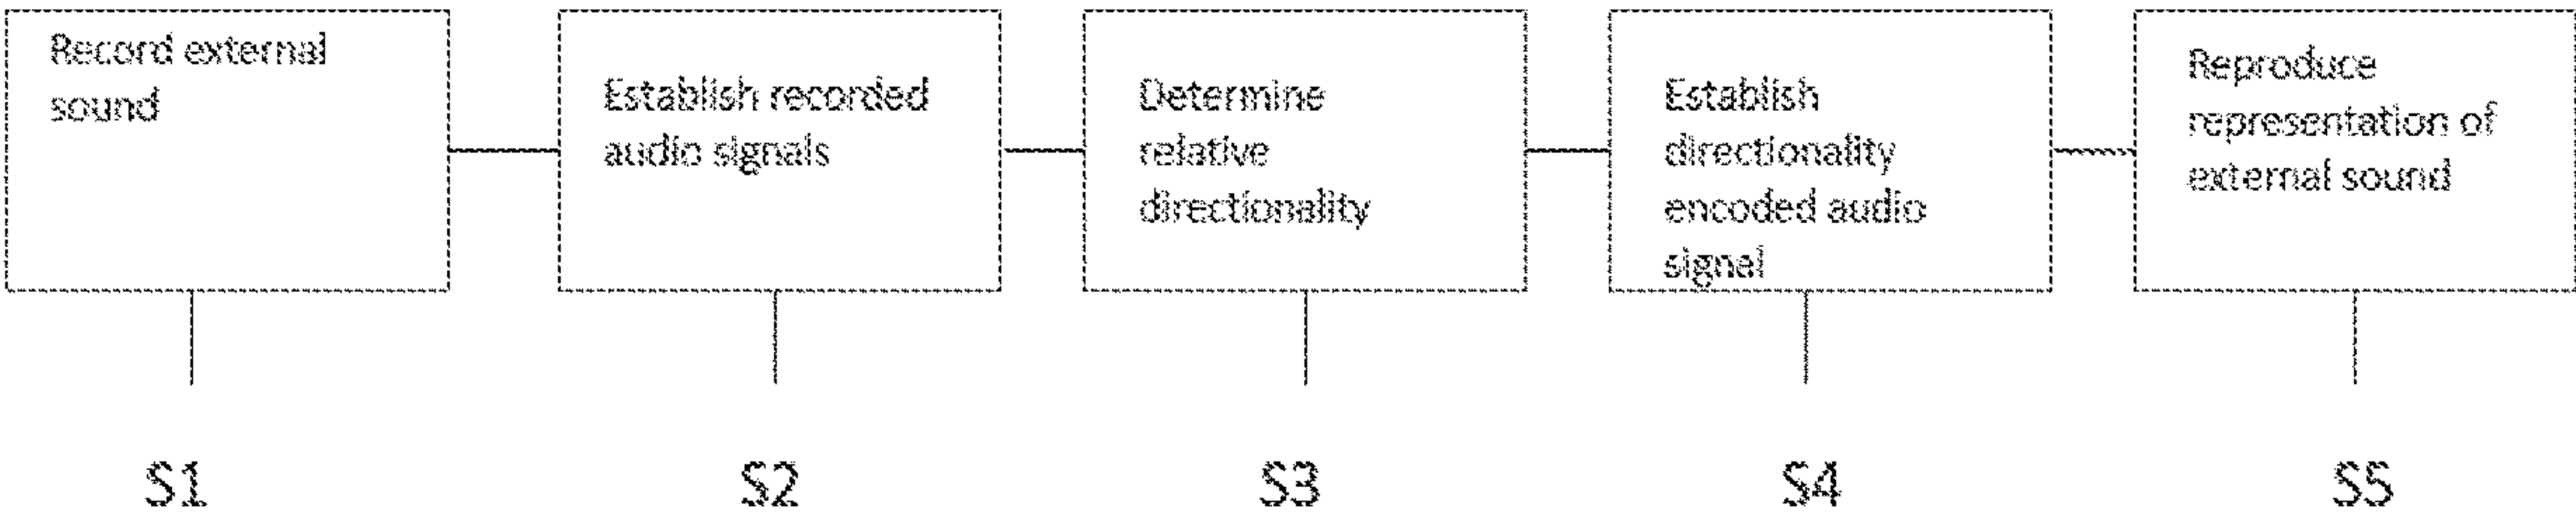 Record external
sound
Establish recorded
audio signals
Determine
relative
directionality
Establish
directionality
encoded audio
signal
Reproduce
representation of
external sound
S1
S2
S3
S4
S5